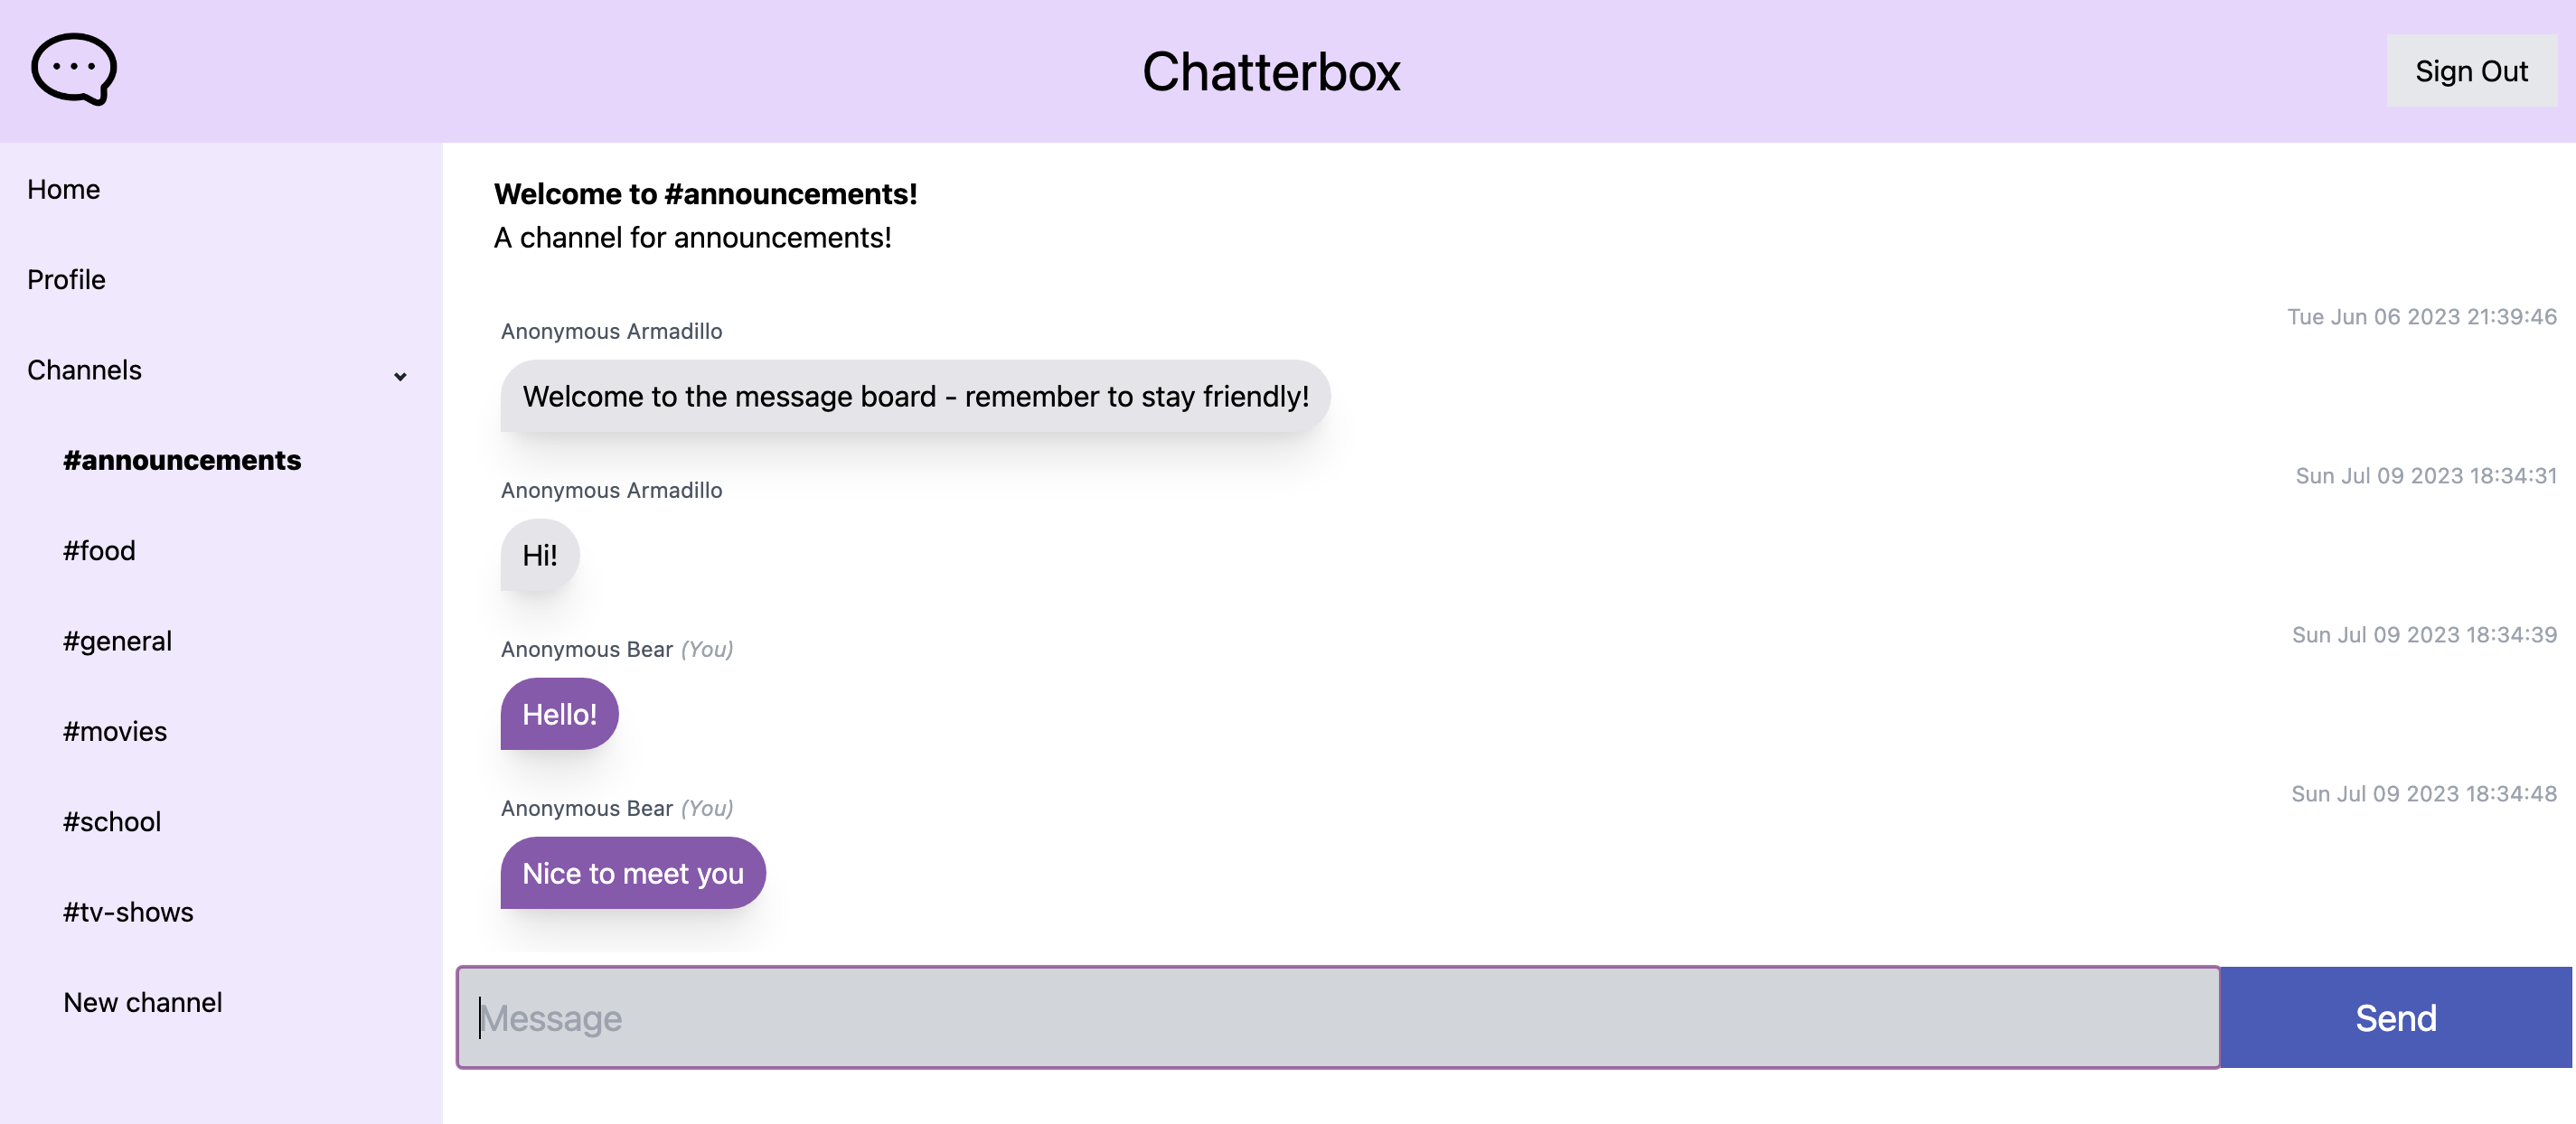 Chatterbox
Sign Out
Home
Profile
Channels
#announcements
#food
#general
#movies
#school
#tv-shows
New channel
Welcome to #announcements!
A channel for announcements!
Anonymous Armadillo
Tue Jun 06 2023 21:39:46
Welcome to the message board - remember to stay friendly!
Anonymous Armadillo
Sun Jul 09 2023 18:34:31
Hi!
Anonymous Bear (You)
Sun Jul 09 2023 18:34:39
Hello!
Anonymous Bear (You)
Sun Jul 09 2023 18:34:48
Nice to meet you
Message
Send